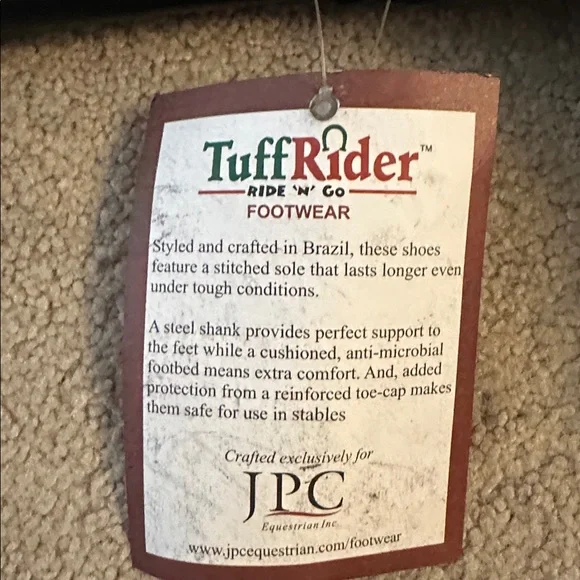 TuffRider™
RIDE 'N' Go
FOOTWEAR
Styled and crafted in Brazil, these shoes
feature a stitched sole that lasts longer even
under tough conditions.
A steel shank provides perfect support to
the feet while a cushioned, anti-microbial
footbed means extra comfort. And, added
protection from a reinforced toe-cap makes
them safe for use in stables
Crafted exclusively for
JPC
Equestrian Inc.
www.jpcequestrian.com/footwear